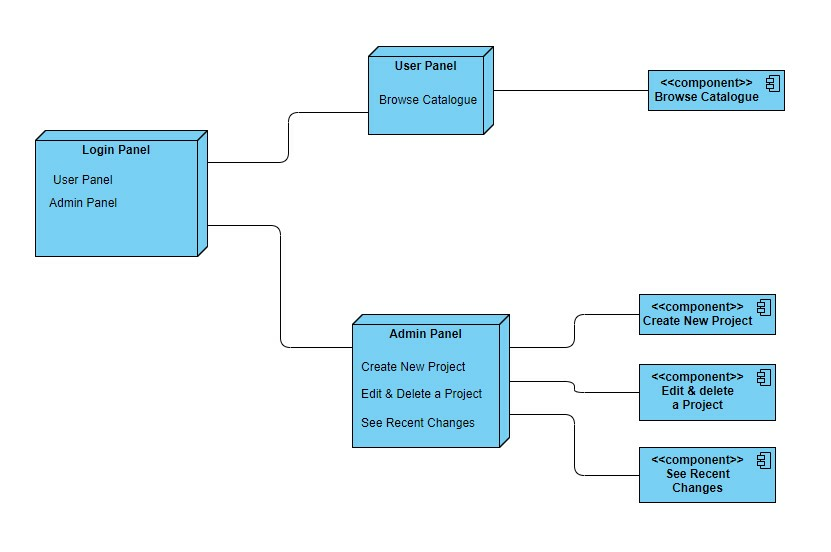 User Panel
Browse Catalogue
<<component>>
Browse Catalogue
Login Panel
User Panel
Admin Panel
Admin Panel
Create New Project
Edit & Delete a Project
See Recent Changes
<<component>>
Create New Project
<<component>>
Edit & delete
a Project
<<component>>
See Recent
Changes